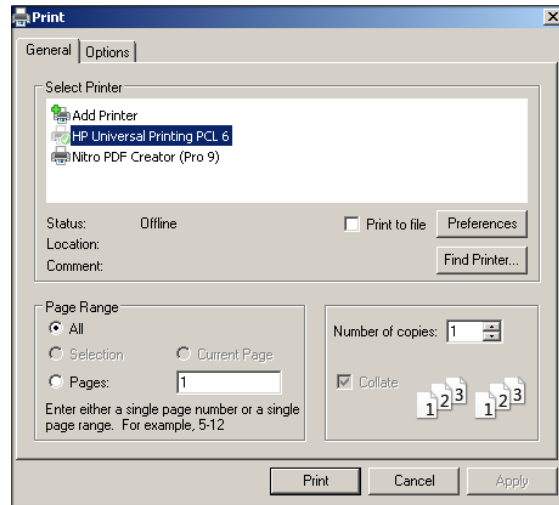 Print
General
Options
Select Printer
Add Printer
HP Universal Printing PCL 6
Nitro PDF Creator (Pro 9)
Status: Offline
Print to file
Preferences
Location:
Comment:
Find Printer...
Page Range
All
Selection
Current Page
Pages: 1
Enter either a single page number or a single
page range. For example, 5-12
Number of copies: 1
Collate
1 2 3 1 2 3
Print
Cancel
Apply